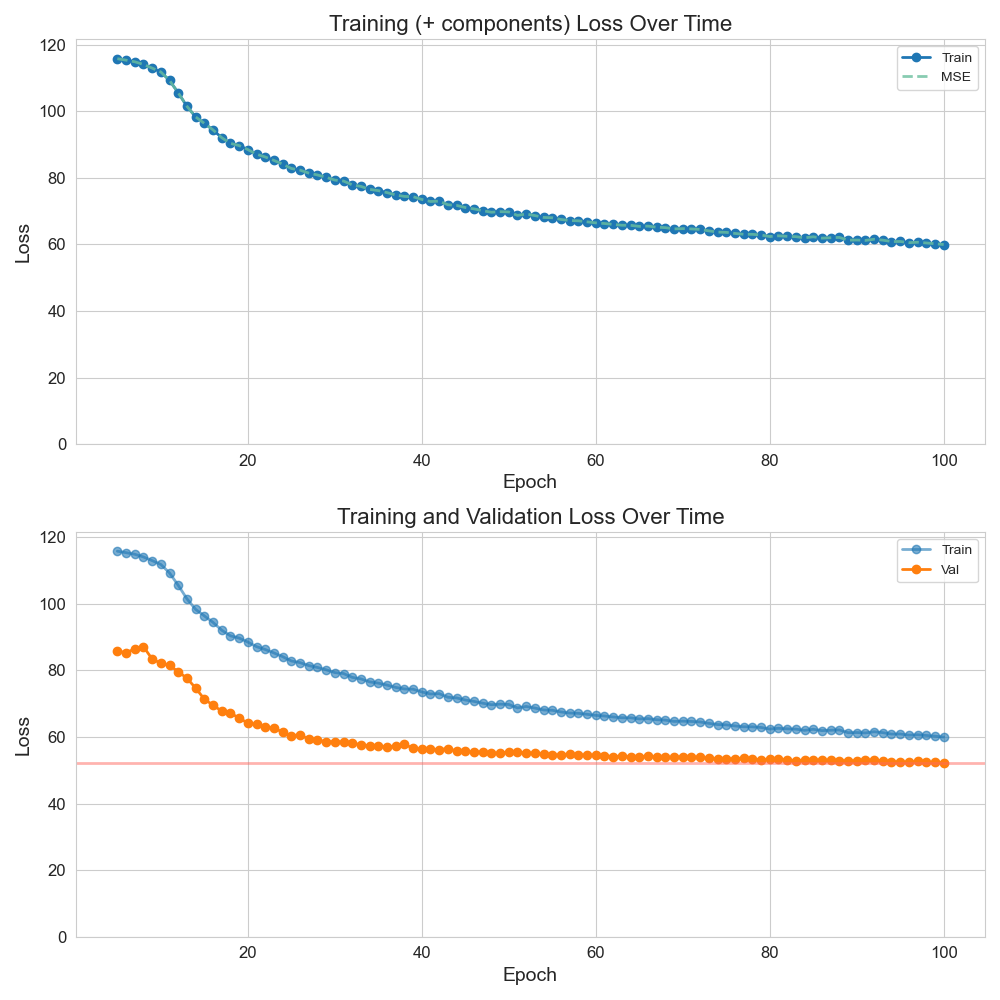 Training (+ components) Loss Over Time
Train
MSE
Loss
120
100
80
60
40
20
0
20 40 60 80 100
Epoch
Training and Validation Loss Over Time
Train
Val
Loss
120
100
80
60
40
20
0
20 40 60 80 100
Epoch